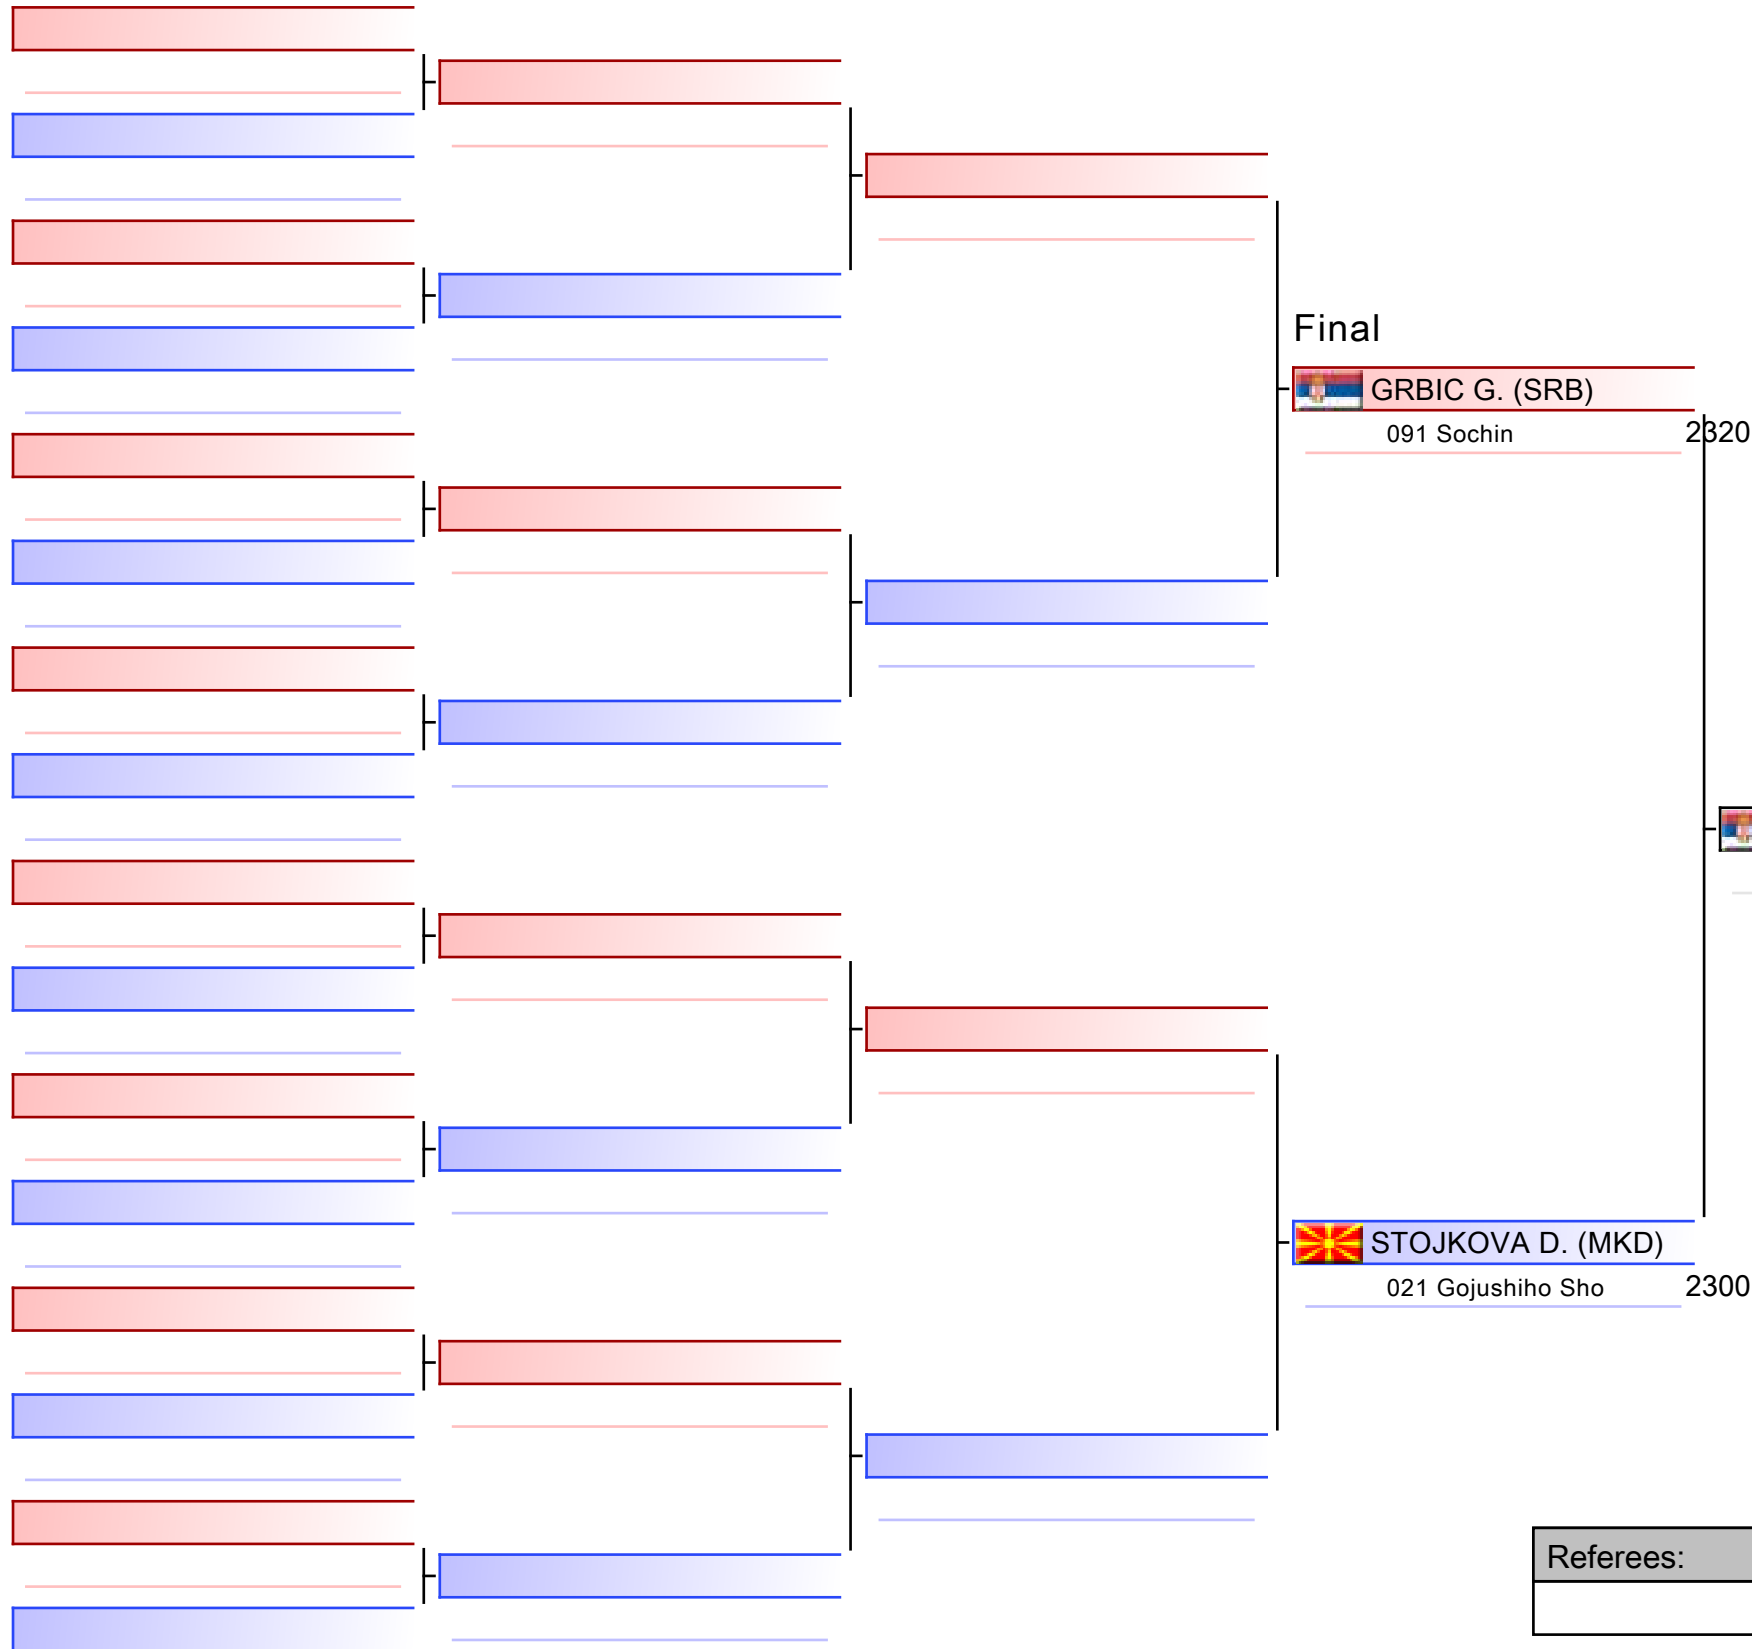 Final
GRBIC G. (SRB)
091 Sochin 2320
STOJKOVA D. (MKD)
021 Gojushiho Sho 2300
Referees: